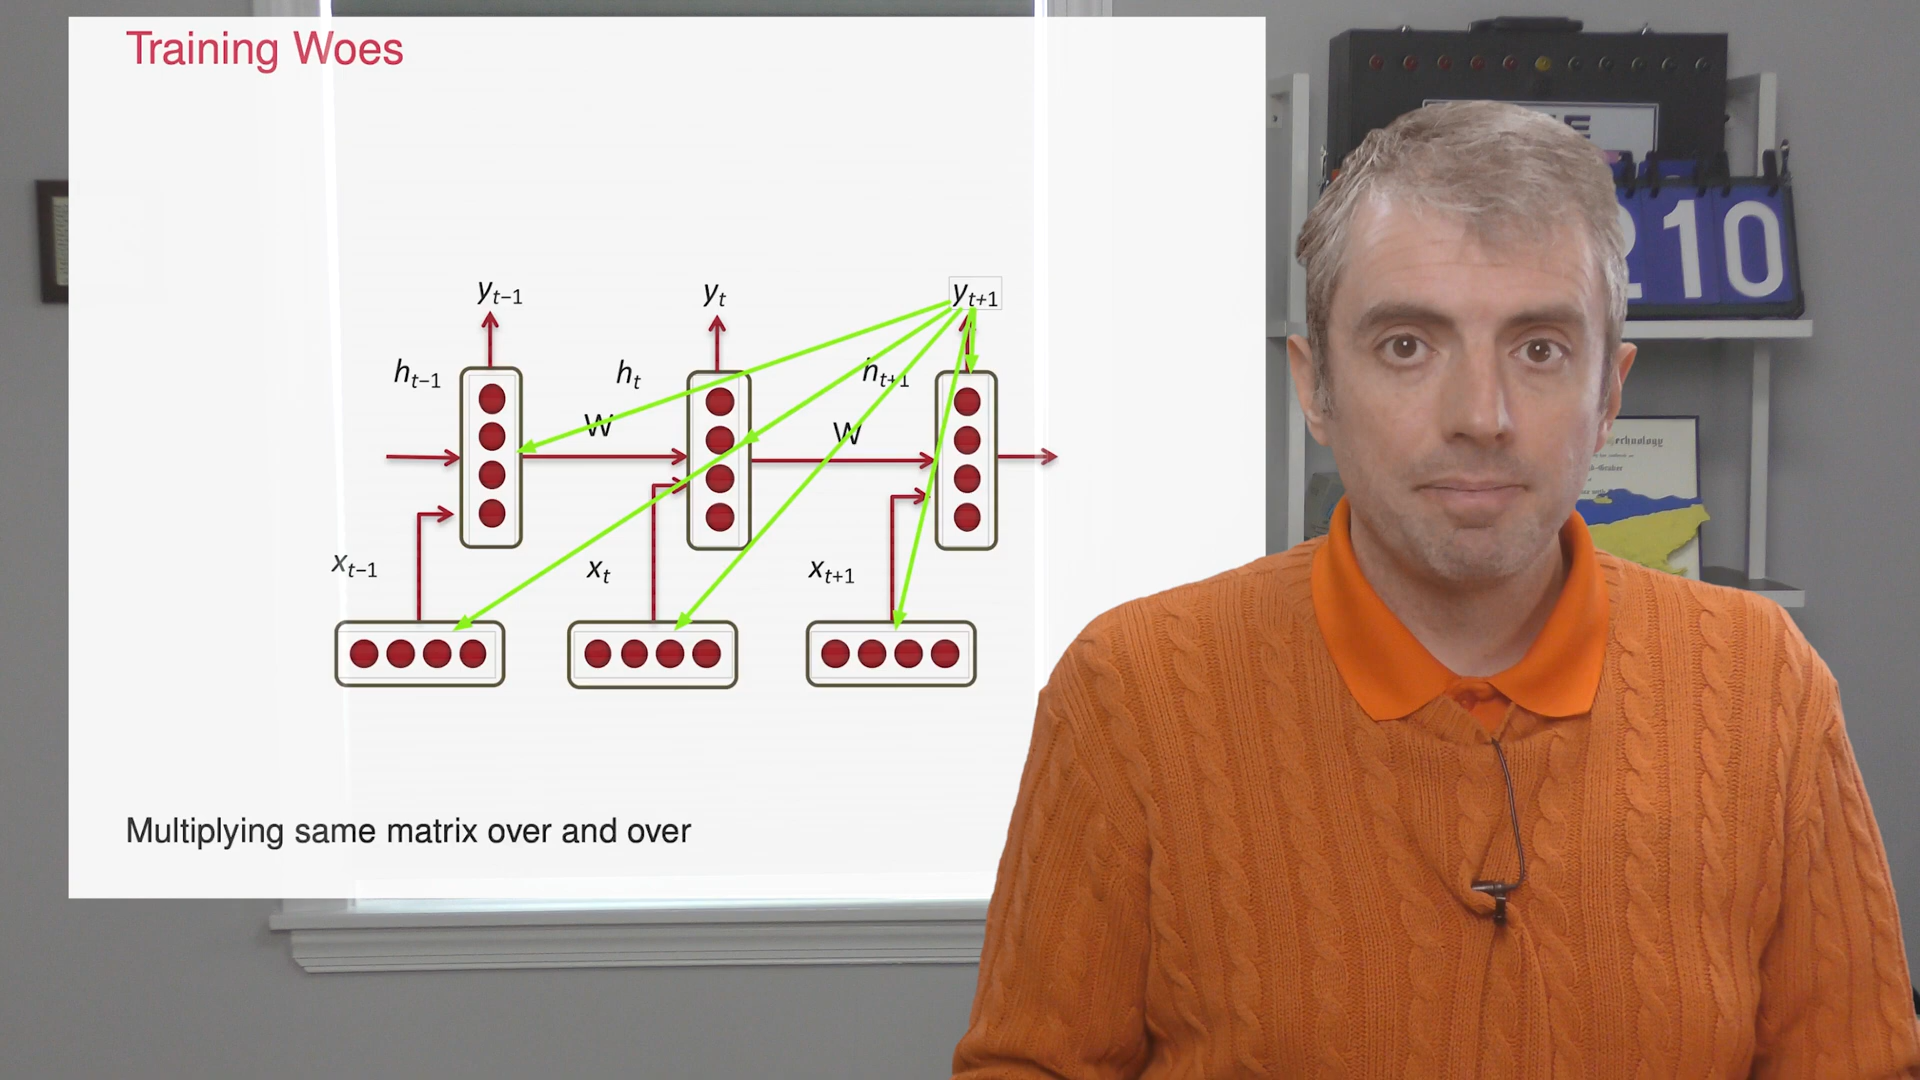 Training Woes
y_{t−1} y_t y_{t+1}
h_{t−1} h_t h_{t+1}
W W
x_{t−1} x_t x_{t+1}
Multiplying same matrix over and over
210
echnology